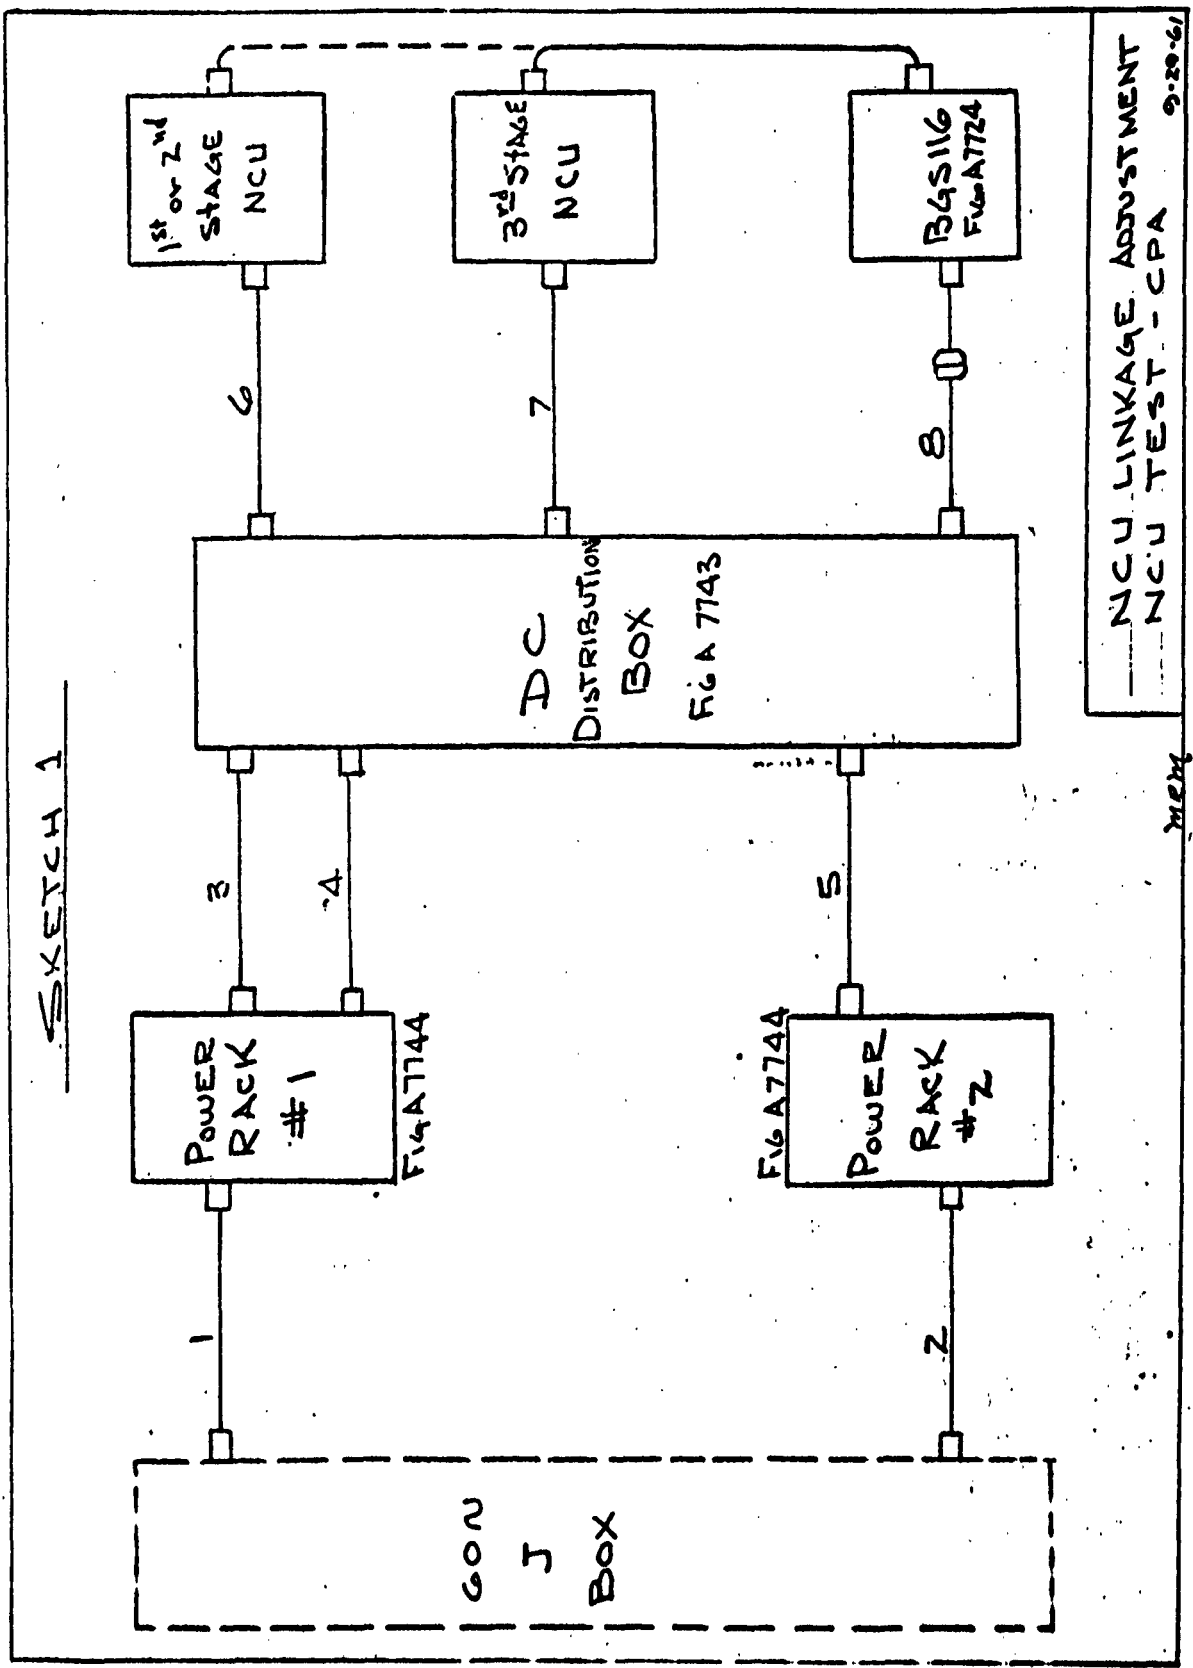 SKETCH 1
60~
J
BOX
1
2
POWER
RACK
#1
FIG A7744
FIG A7744
POWER
RACK
#2
3
4
5
DC
DISTRIBUTION
BOX
FIG A 7743
6
7
8
1st or 2nd
STAGE
NCU
3rd STAGE
NCU
BGS116
FIG A7724
NCU LINKAGE ADJUSTMENT
NCU TEST - CPA
9-20-61
MRM